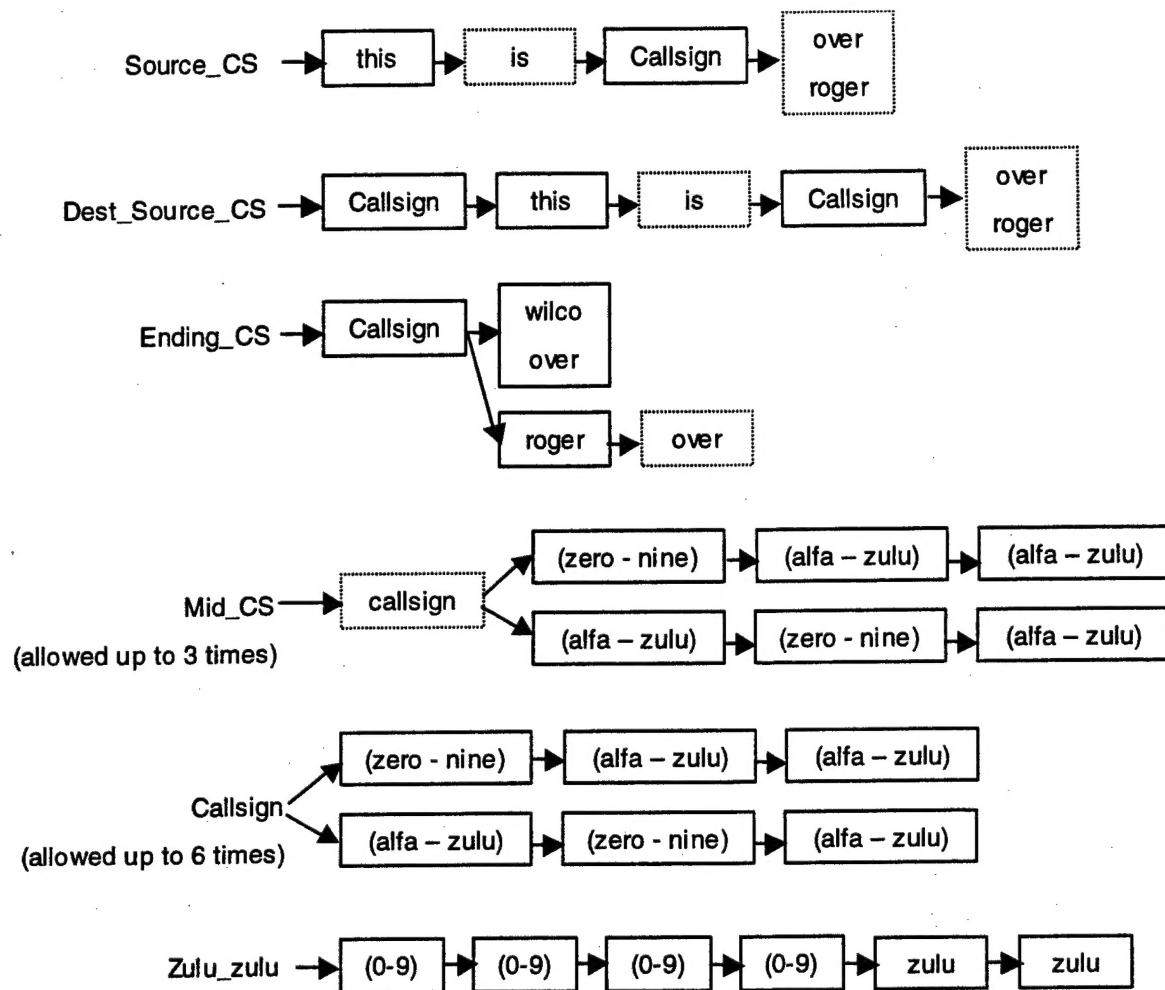 Source_CS this is Callsign over
roger
Dest_Source_CS Callsign this is Callsign over
roger
Ending_CS Callsign wilco
over
roger over
Mid_CS callsign (zero - nine) (alfa – zulu) (alfa – zulu)
(allowed up to 3 times) (alfa – zulu) (zero - nine) (alfa – zulu)
Callsign (zero - nine) (alfa – zulu) (alfa – zulu)
(allowed up to 6 times) (alfa – zulu) (zero - nine) (alfa – zulu)
Zulu_zulu (0-9) (0-9) (0-9) (0-9) zulu zulu